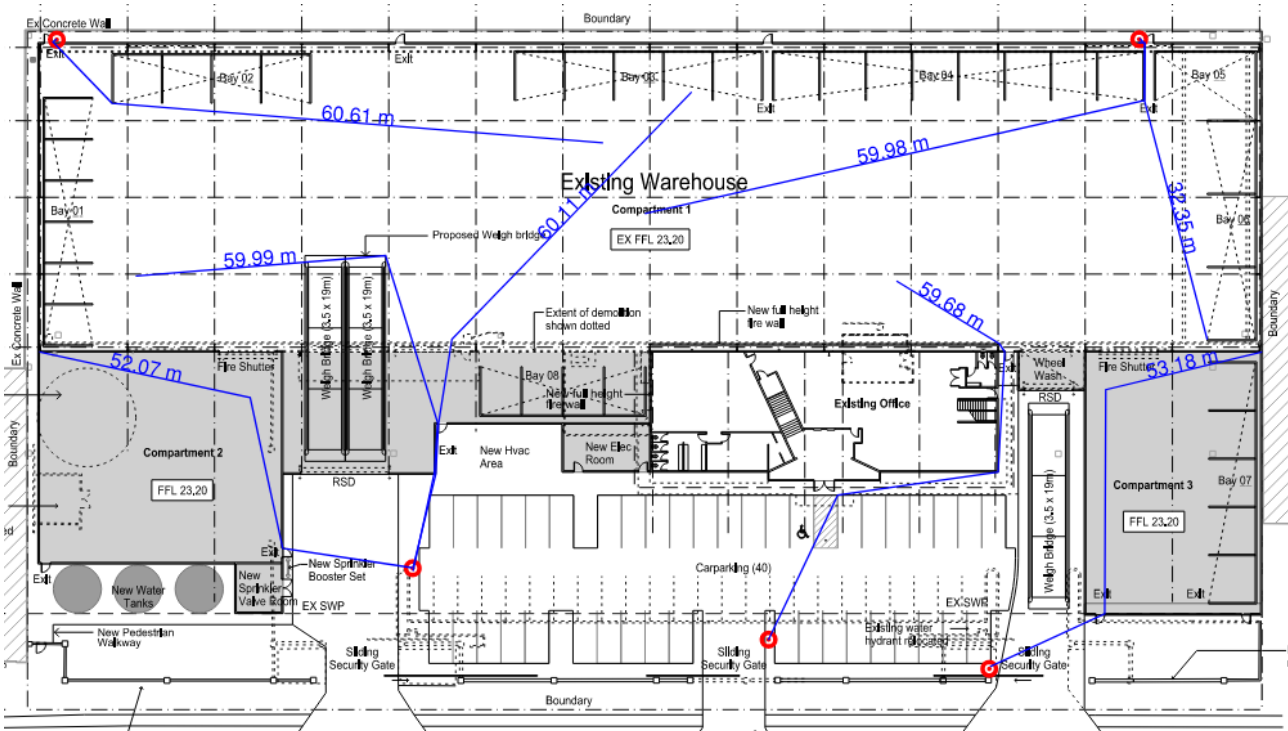 Boundary
Ex Concrete Wall
Exit
Exit
Bay 02
Bay 03
Bay 04
Bay 05
Exit
Exit
60.61 m
59.98 m
Existing Warehouse
Compartment 1
EX FFL 23.20
60.11 m
32.35 m
Bay 01
Bay 06
Proposed Weigh bridge
59.99 m
59.68 m
Ex Concrete Wall
Boundary
Weigh Bridge (3.5 x 19m)
Weigh Bridge (3.5 x 19m)
Extent of demolition
shown dotted
New full height
fire wall
52.07 m
Fire Shutter
Bay 08
New full height
fire wall
Existing Office
Exit
Wheel
Wash
RSD
Fire Shutter
53.18 m
Boundary
Compartment 2
FFL 23.20
RSD
Exit
New Hvac
Area
New Elec
Room
Weigh Bridge (3.5 x 19m)
Compartment 3
FFL 23.20
Bay 07
Exit
Exit
New Water
Tanks
New
Sprinkler
Valve Room
New Sprinkler
Booster Set
EX SWP
Carparking (40)
EX SWP
Existing water
hydrant relocated
Exit
Exit
New Pedestrian
Walkway
Sliding
Security Gate
Sliding
Security Gate
Sliding
Security Gate
Boundary